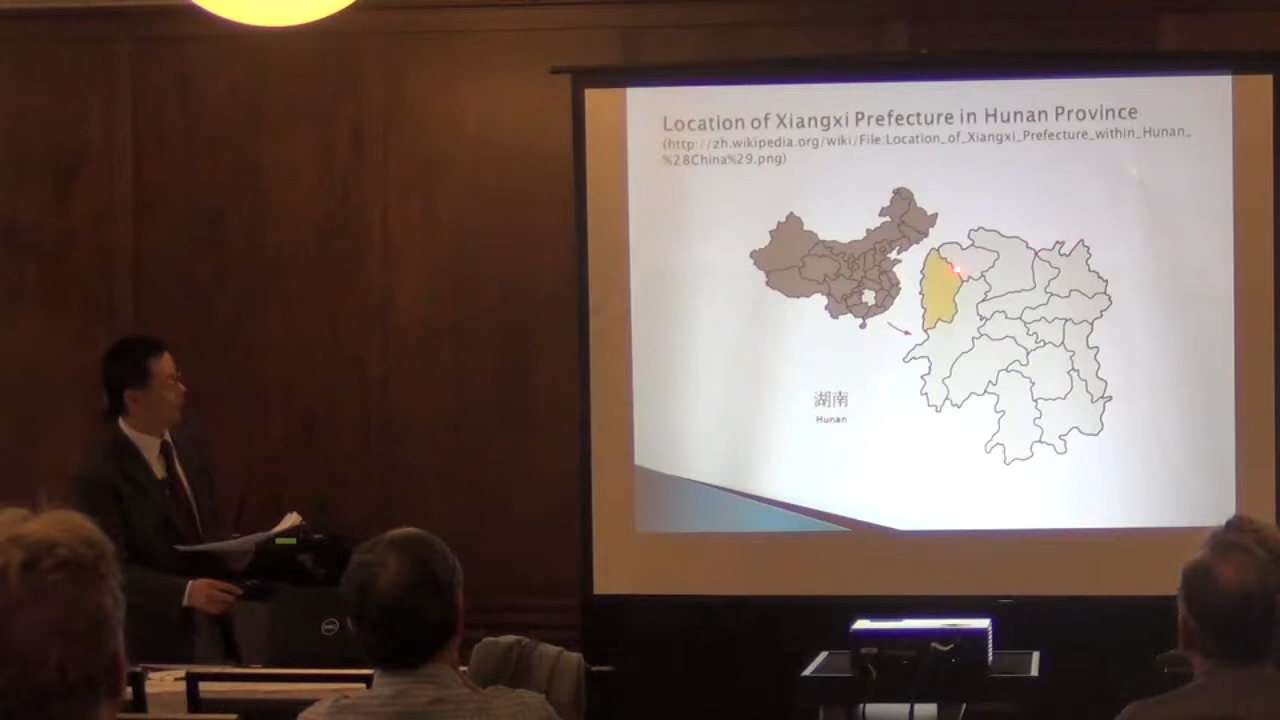 Location of Xiangxi Prefecture in Hunan Province
(http://zh.wikipedia.org/wiki/File:Location_of_Xiangxi_Prefecture_within_Hunan_
%28China%29.png)
湖南
Hunan
DELL